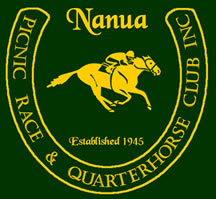 Nanua
PICNIC RACE & QUARTERHORSE CLUB INC
Established 1945